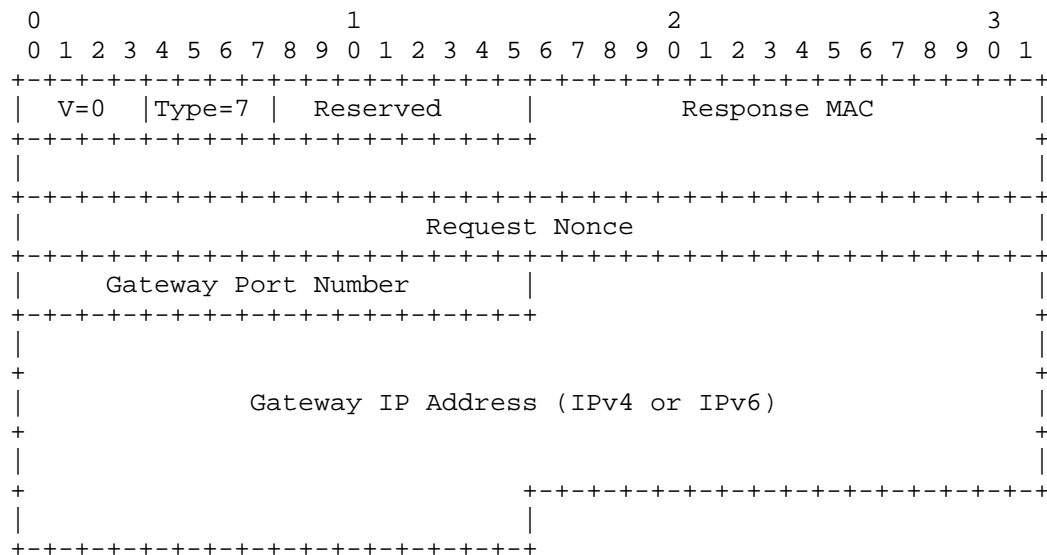 0                   1                   2                   3
 0 1 2 3 4 5 6 7 8 9 0 1 2 3 4 5 6 7 8 9 0 1 2 3 4 5 6 7 8 9 0 1
+-+-+-+-+-+-+-+-+-+-+-+-+-+-+-+-+-+-+-+-+-+-+-+-+-+-+-+-+-+-+-+-+
|  V=0  |Type=7 |  Reserved     |         Response MAC          |
+-+-+-+-+-+-+-+-+-+-+-+-+-+-+-+-+                               +
|                                                               |
+-+-+-+-+-+-+-+-+-+-+-+-+-+-+-+-+-+-+-+-+-+-+-+-+-+-+-+-+-+-+-+-+
|                         Request Nonce                         |
+-+-+-+-+-+-+-+-+-+-+-+-+-+-+-+-+-+-+-+-+-+-+-+-+-+-+-+-+-+-+-+-+
|     Gateway Port Number       |                               |
+-+-+-+-+-+-+-+-+-+-+-+-+-+-+-+-+                               +
|                                                               |
+                                                               +
|              Gateway IP Address (IPv4 or IPv6)                |
+                                                               +
|                                                               |
+                               +-+-+-+-+-+-+-+-+-+-+-+-+-+-+-+-+
|                               |
+-+-+-+-+-+-+-+-+-+-+-+-+-+-+-+-+